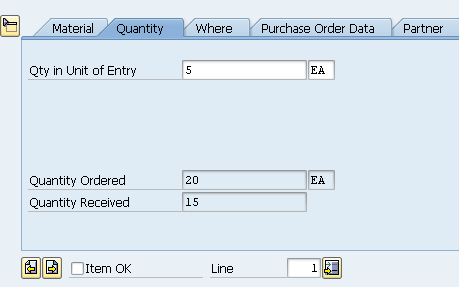 Material Quantity Where Purchase Order Data Partner
Qty in Unit of Entry 5 EA
Quantity Ordered 20 EA
Quantity Received 15
Item OK Line 1